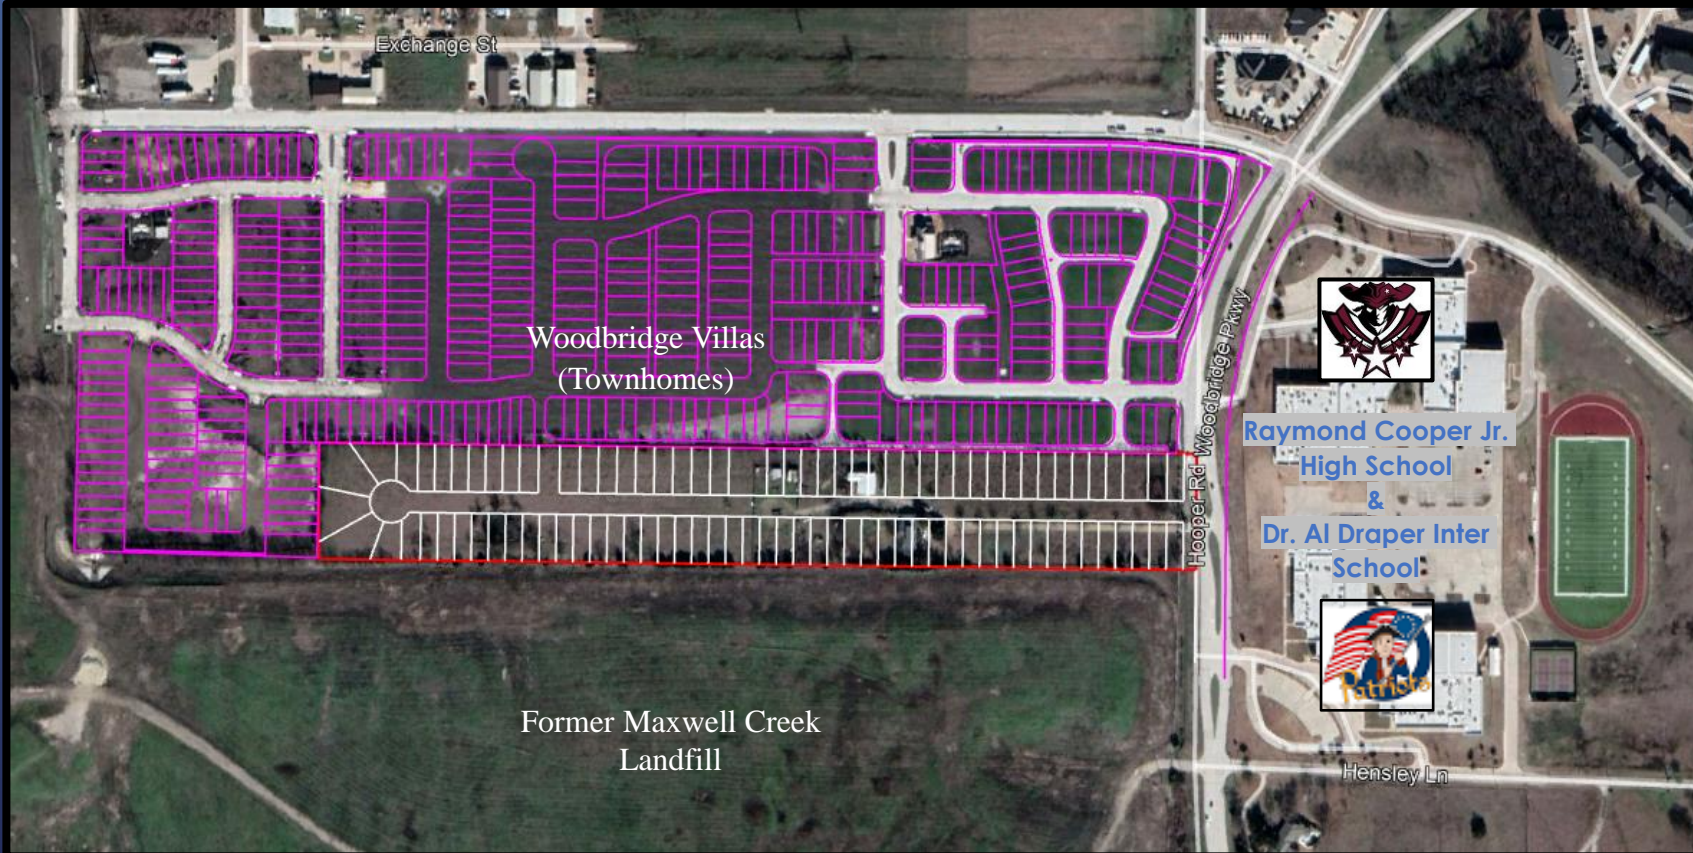 Exchange St
Woodbridge Villas
(Townhomes)
Woodbridge Pkwy
Hooper Rd
Raymond Cooper Jr.
High School
&
Dr. Al Draper Inter
School
Patriots
Former Maxwell Creek
Landfill
Hensley Ln